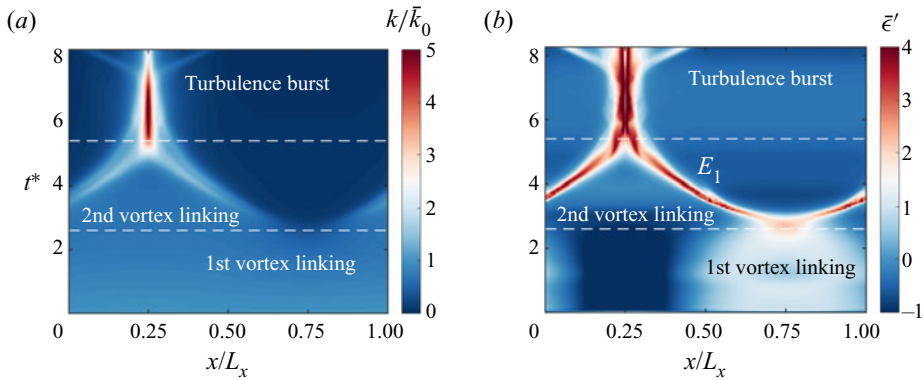 (a)
k/k̄₀
8
6
t*
4
2
0
Turbulence burst
2nd vortex linking
1st vortex linking
0 0.25 0.50 0.75 1.00
x/Lₓ
5
4
3
2
1
0
(b)
ϵ̄′
8
6
4
2
0
Turbulence burst
E₁
2nd vortex linking
1st vortex linking
0 0.25 0.50 0.75 1.00
x/Lₓ
4
3
2
1
0
−1